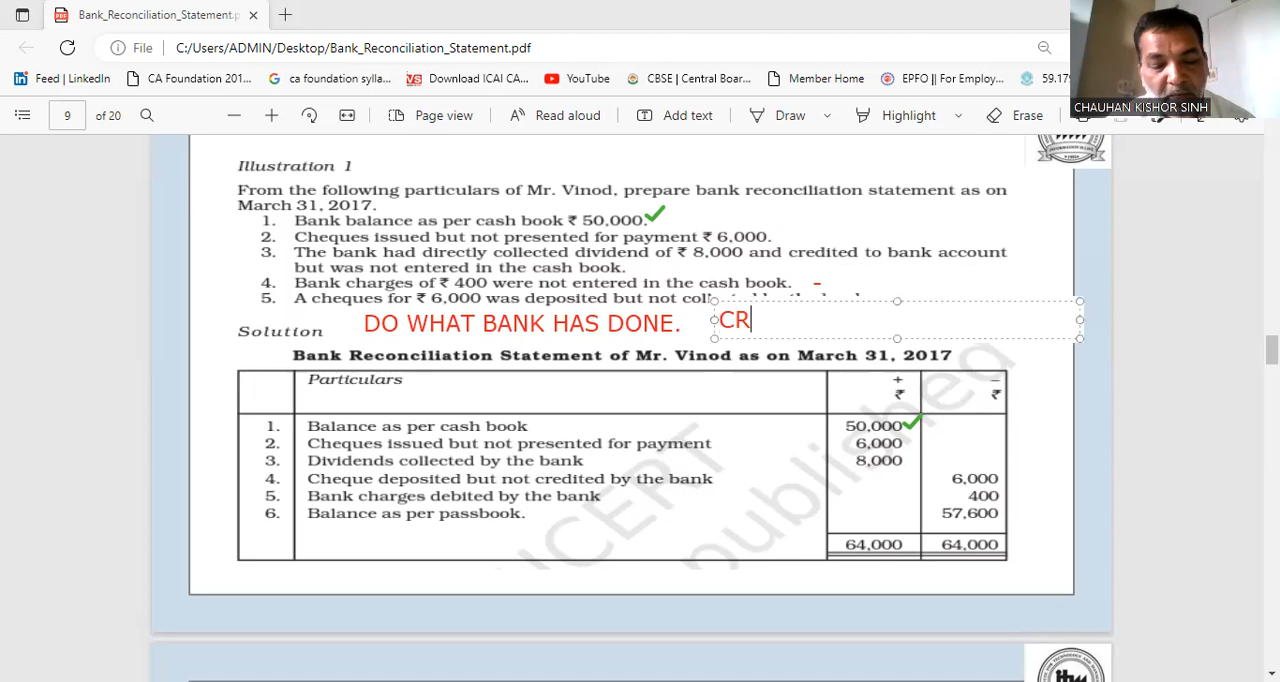 Bank_Reconciliation_Statement.p
File C:/Users/ADMIN/Desktop/Bank_Reconciliation_Statement.pdf
Feed | LinkedIn CA Foundation 201... ca foundation sylla... Download ICAI CA... YouTube CBSE | Central Boar... Member Home EPFO || For Employ... 59.17
9 of 20 Page view Read aloud Add text Draw Highlight Erase
CHAUHAN KISHOR SINH
Illustration 1
From the following particulars of Mr. Vinod, prepare bank reconciliation statement as on
March 31, 2017.
1. Bank balance as per cash book ₹ 50,000.
2. Cheques issued but not presented for payment ₹ 6,000.
3. The bank had directly collected dividend of ₹ 8,000 and credited to bank account
but was not entered in the cash book.
4. Bank charges of ₹ 400 were not entered in the cash book. -
5. A cheques for ₹ 6,000 was deposited but not
Solution DO WHAT BANK HAS DONE. CR
Bank Reconciliation Statement of Mr. Vinod as on March 31, 2017
Particulars + −
₹ ₹
1. Balance as per cash book 50,000
2. Cheques issued but not presented for payment 6,000
3. Dividends collected by the bank 8,000
4. Cheque deposited but not credited by the bank 6,000
5. Bank charges debited by the bank 400
6. Balance as per passbook. 57,600
64,000 64,000
NCERT
published